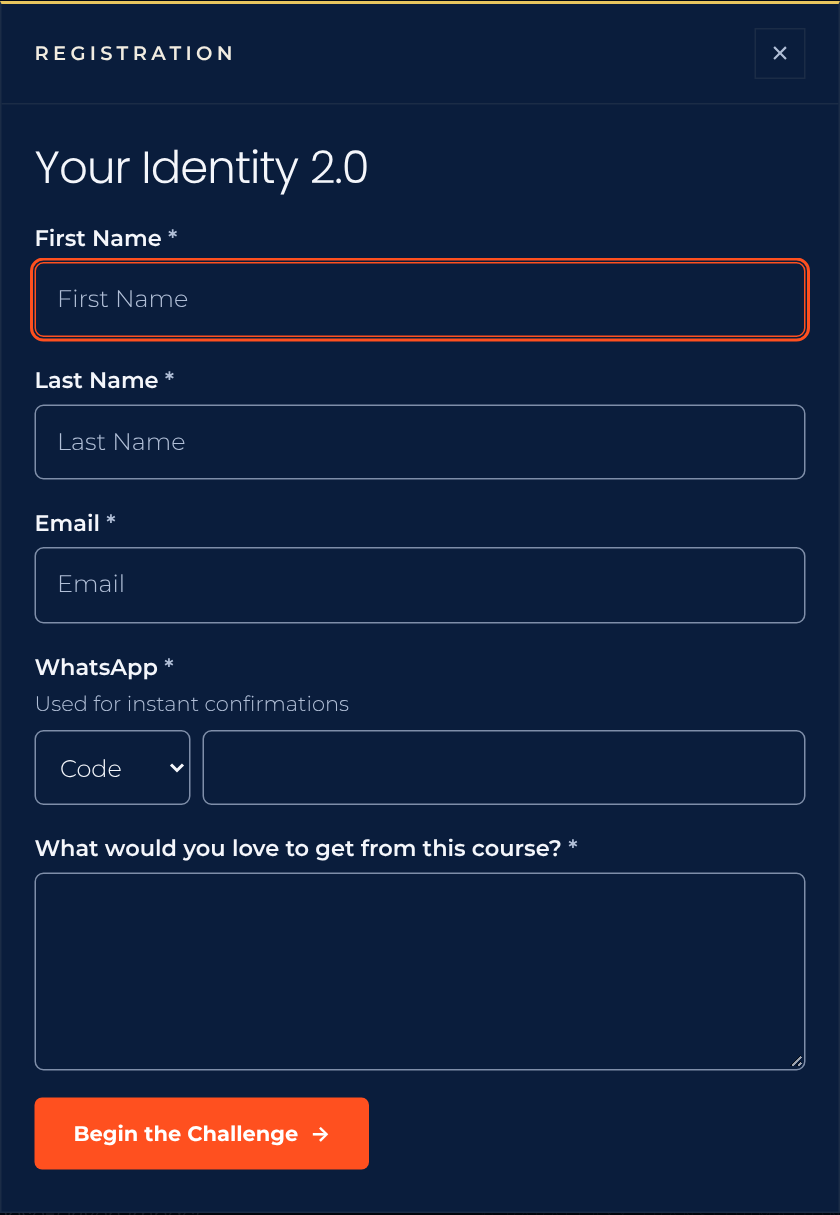 REGISTRATION
×
Your Identity 2.0
First Name *
First Name
Last Name *
Last Name
Email *
Email
WhatsApp *
Used for instant confirmations
Code
What would you love to get from this course? *
Begin the Challenge →